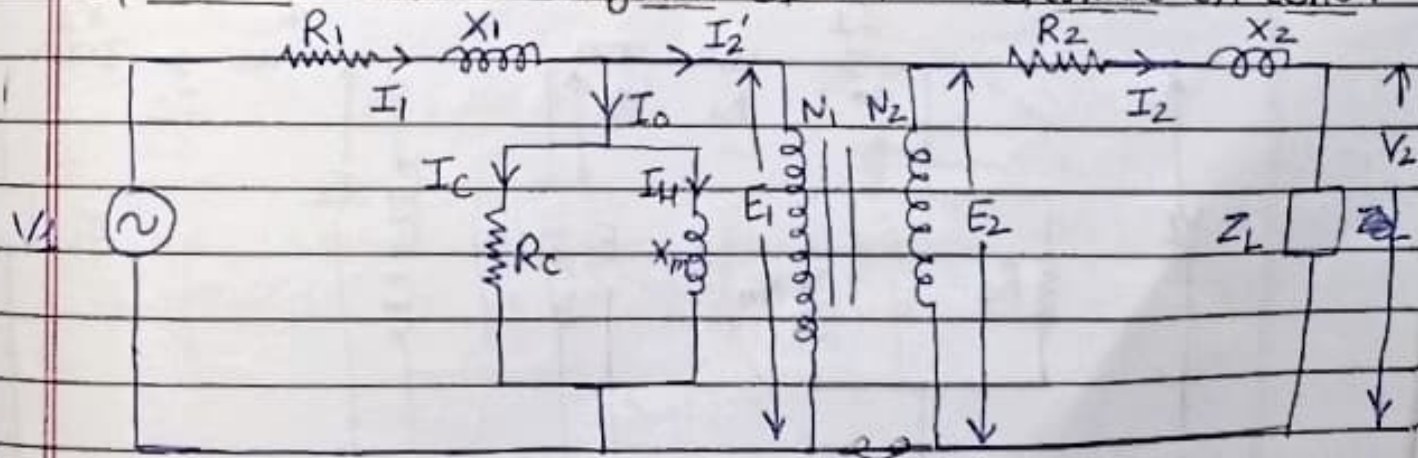 R1 X1 I2' R2 X2
I1 I0 N1 N2 I2
V2
IC IH E1 E2
V1 RC Xm ZL